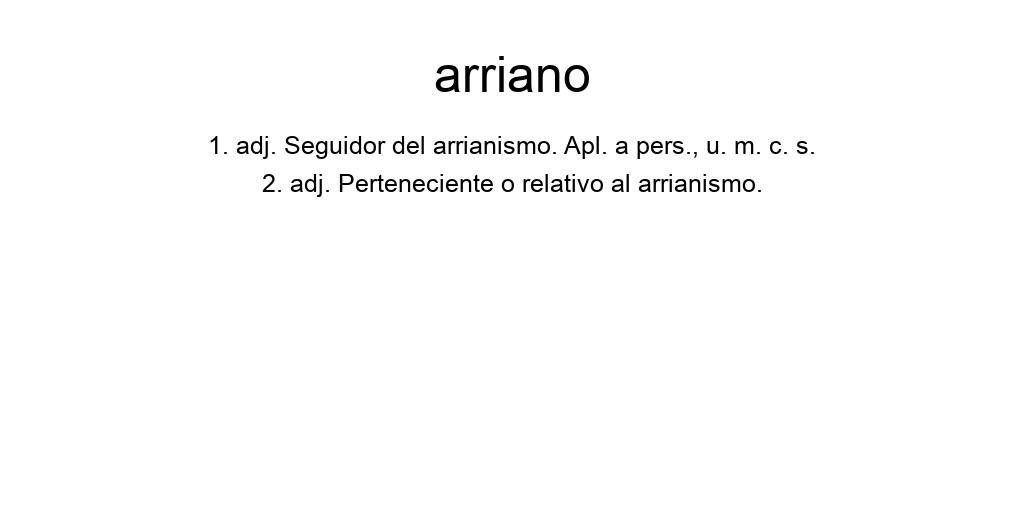 arriano
1. adj. Seguidor del arrianismo. Apl. a pers., u. m. c. s.
2. adj. Perteneciente o relativo al arrianismo.